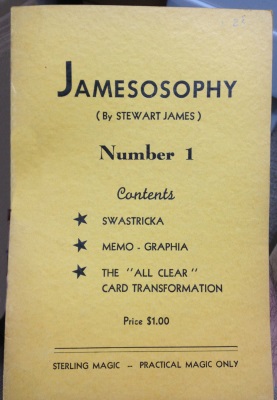 JAMESOSOPHY
(By STEWART JAMES)
Number 1
Contents
SWASTRICKA
MEMO - GRAPHIA
THE "ALL CLEAR"
CARD TRANSFORMATION
Price $1.00
STERLING MAGIC - PRACTICAL MAGIC ONLY